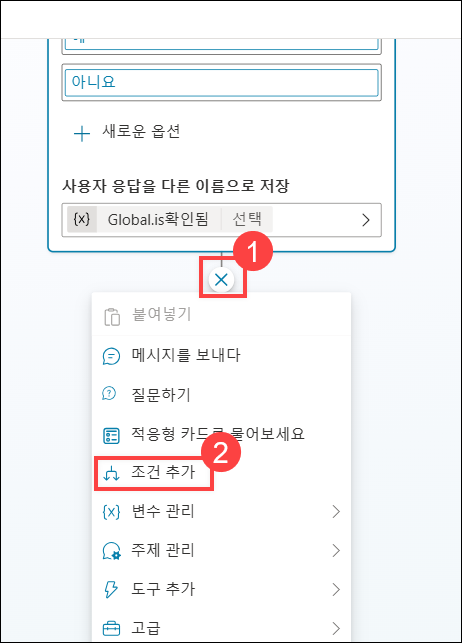 아니요
새로운 옵션
사용자 응답을 다른 이름으로 저장
{x} Global.is확인됨 선택
1
붙여넣기
메시지를 보내다
질문하기
적응형 카드로 물어보세요
2
조건 추가
{x} 변수 관리
주제 관리
도구 추가
고급